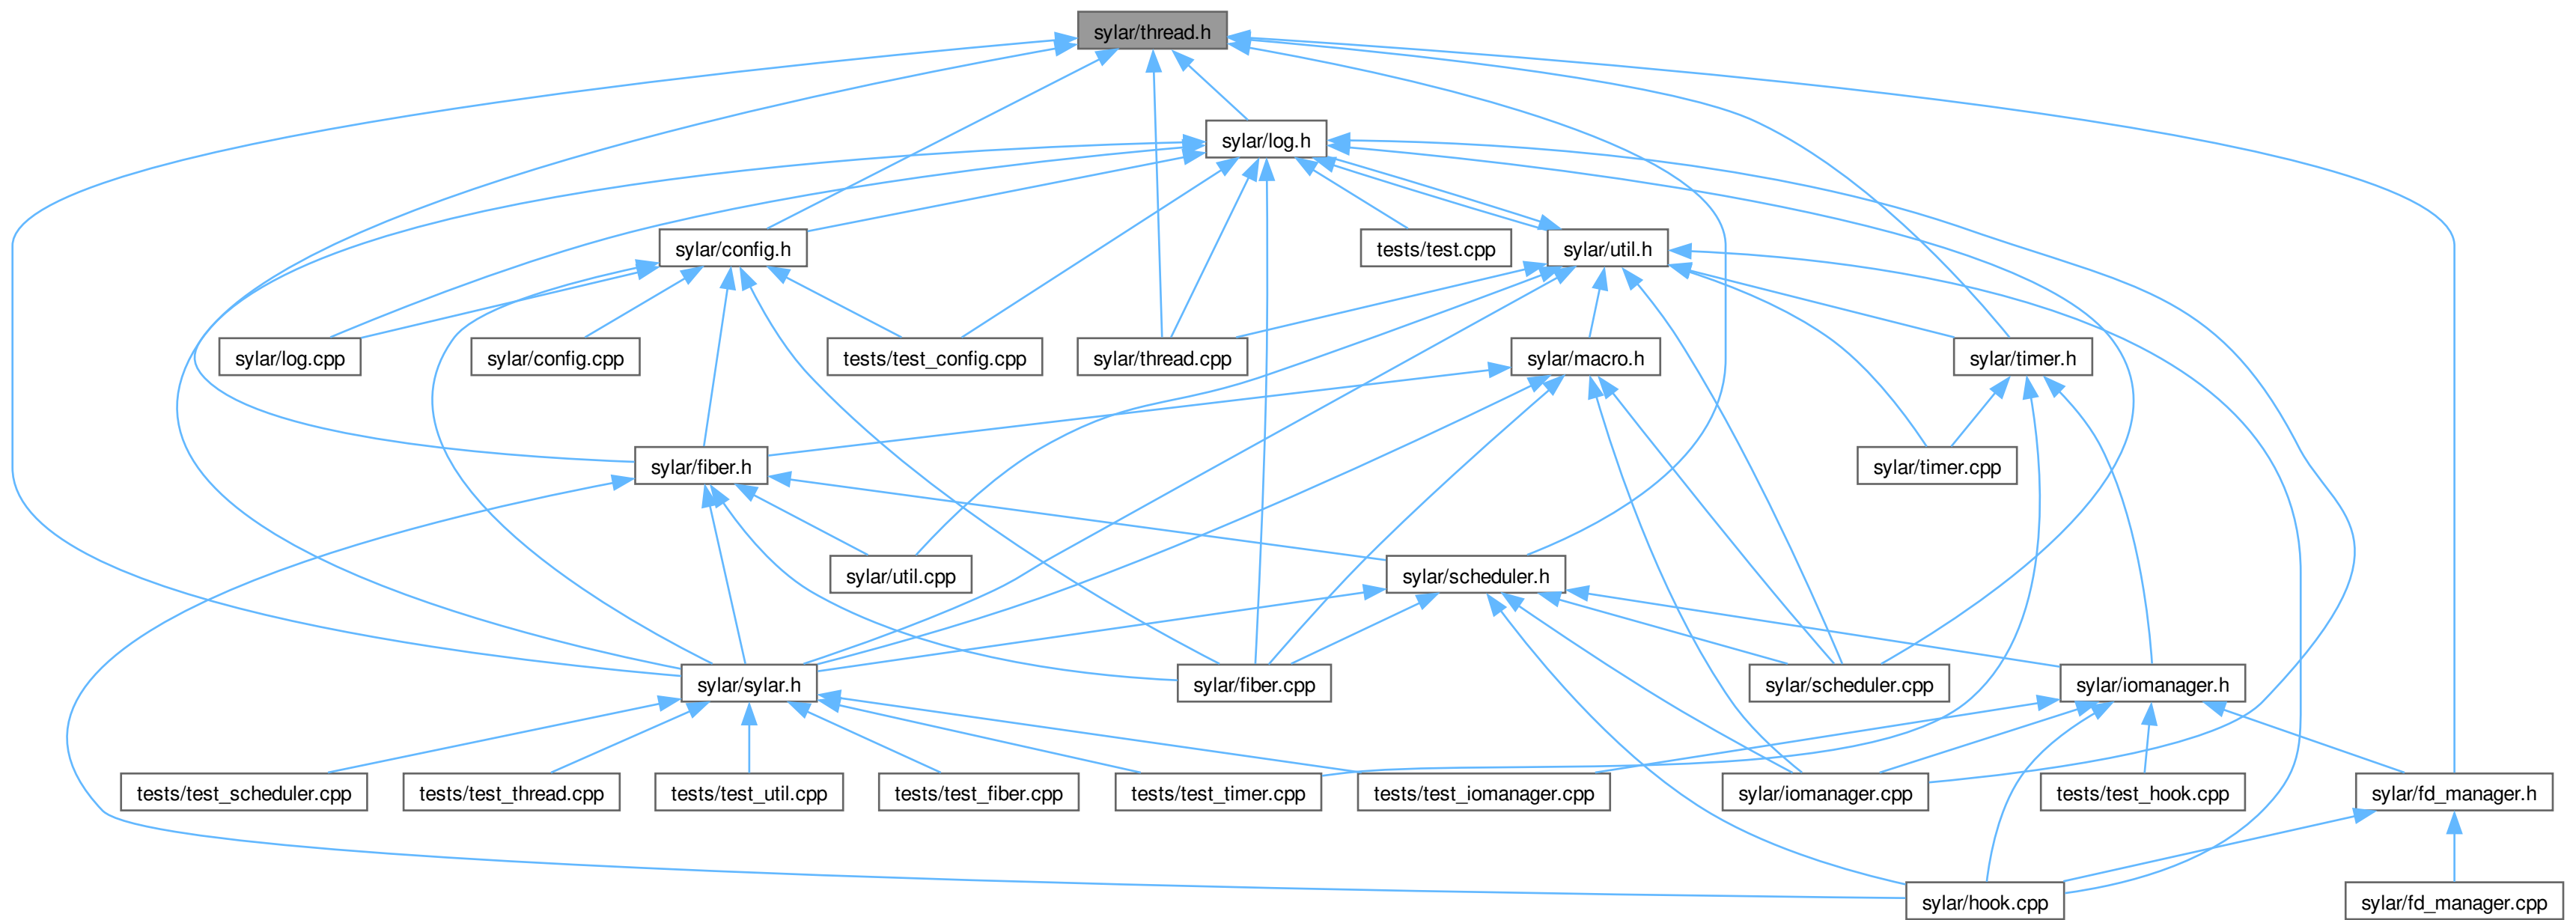 sylar/thread.h
sylar/log.h
sylar/config.h
tests/test.cpp
sylar/util.h
sylar/log.cpp
sylar/config.cpp
tests/test_config.cpp
sylar/thread.cpp
sylar/macro.h
sylar/timer.h
sylar/fiber.h
sylar/timer.cpp
sylar/util.cpp
sylar/scheduler.h
sylar/sylar.h
sylar/fiber.cpp
sylar/scheduler.cpp
sylar/iomanager.h
tests/test_scheduler.cpp
tests/test_thread.cpp
tests/test_util.cpp
tests/test_fiber.cpp
tests/test_timer.cpp
tests/test_iomanager.cpp
sylar/iomanager.cpp
tests/test_hook.cpp
sylar/fd_manager.h
sylar/hook.cpp
sylar/fd_manager.cpp